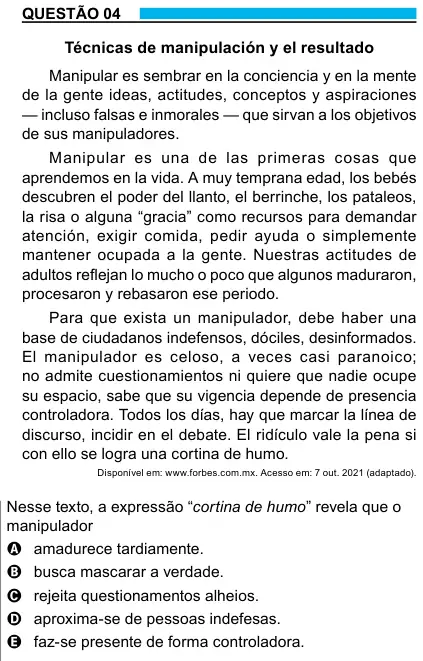 QUESTÃO 04
Técnicas de manipulación y el resultado
Manipular es sembrar en la conciencia y en la mente
de la gente ideas, actitudes, conceptos y aspiraciones
— incluso falsas e inmorales — que sirvan a los objetivos
de sus manipuladores.
Manipular es una de las primeras cosas que
aprendemos en la vida. A muy temprana edad, los bebés
descubren el poder del llanto, el berrinche, los pataleos,
la risa o alguna “gracia” como recursos para demandar
atención, exigir comida, pedir ayuda o simplemente
mantener ocupada a la gente. Nuestras actitudes de
adultos reflejan lo mucho o poco que algunos maduraron,
procesaron y rebasaron ese periodo.
Para que exista un manipulador, debe haber una
base de ciudadanos indefensos, dóciles, desinformados.
El manipulador es celoso, a veces casi paranoico;
no admite cuestionamientos ni quiere que nadie ocupe
su espacio, sabe que su vigencia depende de presencia
controladora. Todos los días, hay que marcar la línea de
discurso, incidir en el debate. El ridículo vale la pena si
con ello se logra una cortina de humo.
Disponível em: www.forbes.com.mx. Acesso em: 7 out. 2021 (adaptado).
Nesse texto, a expressão “cortina de humo” revela que o
manipulador
A amadurece tardiamente.
B busca mascarar a verdade.
C rejeita questionamentos alheios.
D aproxima-se de pessoas indefesas.
E faz-se presente de forma controladora.